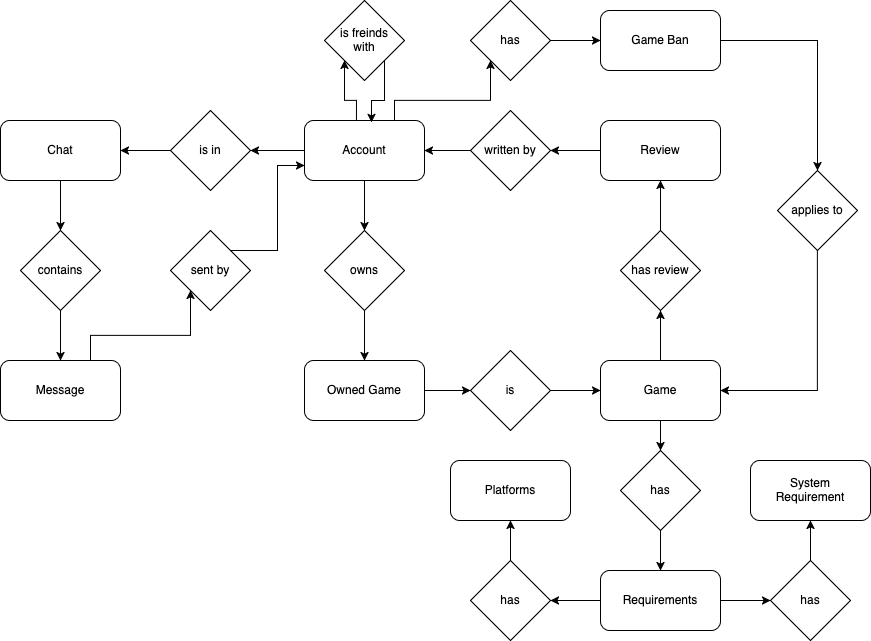 is freinds
with
has
Game Ban
Chat
is in
Account
written by
Review
applies to
contains
sent by
owns
has review
Message
Owned Game
is
Game
Platforms
has
System
Requirement
has
Requirements
has